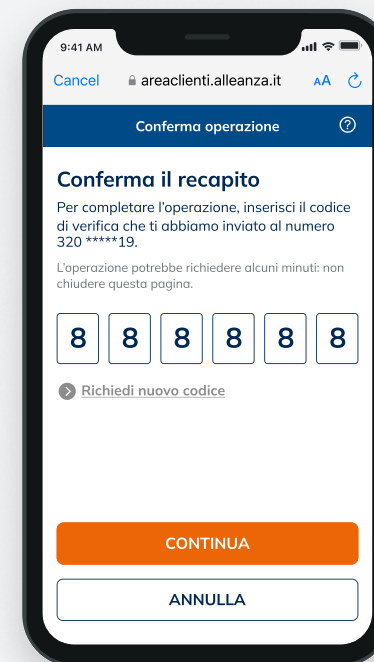 9:41 AM
Cancel areaclienti.alleanza.it AA
Conferma operazione ?
Conferma il recapito
Per completare l'operazione, inserisci il codice
di verifica che ti abbiamo inviato al numero
320 *****19.
L'operazione potrebbe richiedere alcuni minuti: non
chiudere questa pagina.
8 8 8 8 8 8
Richiedi nuovo codice
CONTINUA
ANNULLA